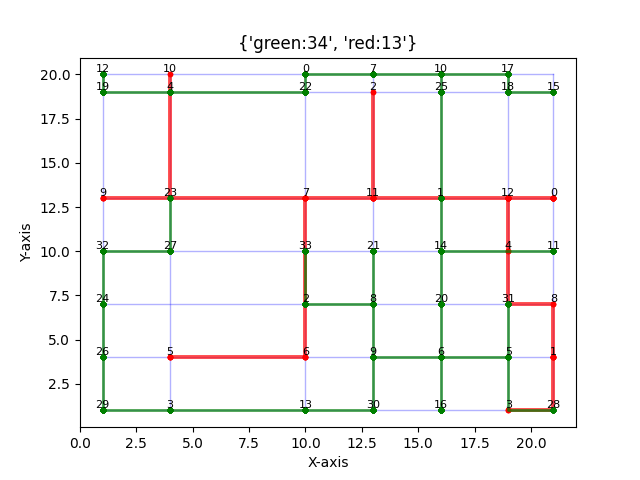 {'green:34', 'red:13'}
20.0
17.5
15.0
12.5
10.0
7.5
5.0
2.5
Y-axis
12 10 0 7 10 17
19 4 22 2 25 18 15
9 23 7 11 1 12 0
32 27 33 21 14 4 11
24 2 8 20 31 8
26 5 6 9 6 5 1
29 3 13 30 16 3 28
0.0 2.5 5.0 7.5 10.0 12.5 15.0 17.5 20.0
X-axis